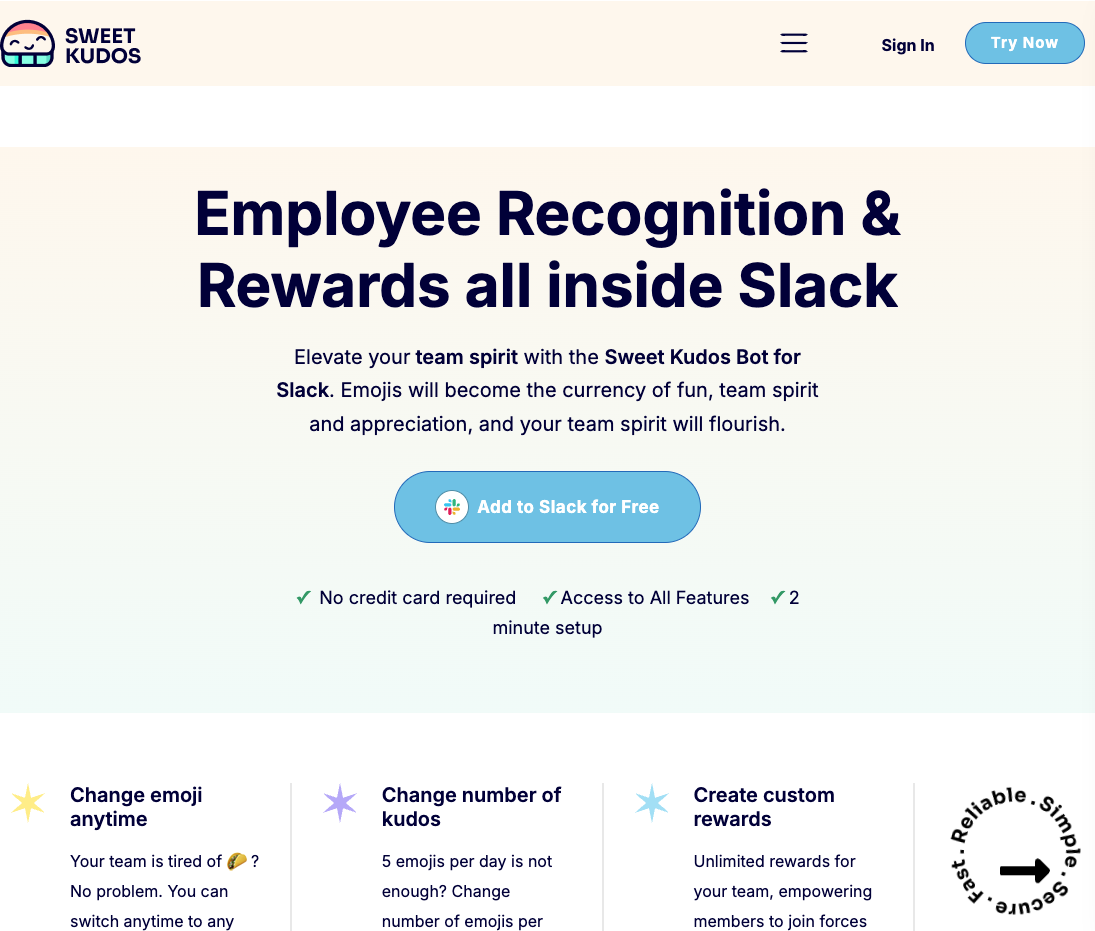 SWEET
KUDOS
Sign In
Try Now
Employee Recognition &
Rewards all inside Slack
Elevate your team spirit with the Sweet Kudos Bot for
Slack. Emojis will become the currency of fun, team spirit
and appreciation, and your team spirit will flourish.
Add to Slack for Free
✓ No credit card required ✓ Access to All Features ✓ 2
minute setup
Change emoji
anytime
Your team is tired of 🌮 ?
No problem. You can
switch anytime to any
Change number of
kudos
5 emojis per day is not
enough? Change
number of emojis per
Create custom
rewards
Unlimited rewards for
your team, empowering
members to join forces
Reliable . Simple . Secure . Fast .